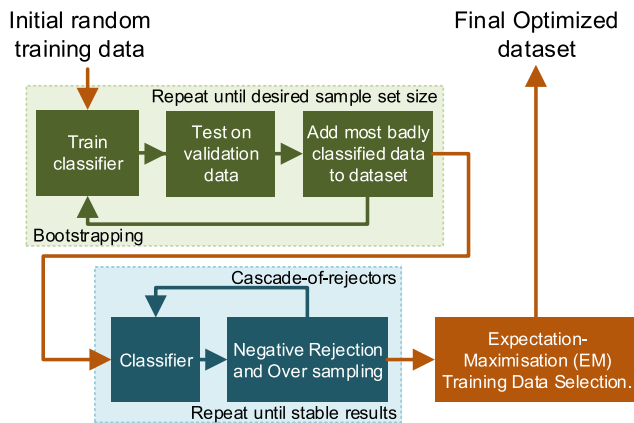 Initial random
training data
Final Optimized
dataset
Repeat until desired sample set size
Train
classifier
Test on
validation
data
Add most badly
classified data
to dataset
Bootstrapping
Cascade-of-rejectors
Classifier
Negative Rejection
and Over sampling
Repeat until stable results
Expectation-
Maximisation (EM)
Training Data Selection.